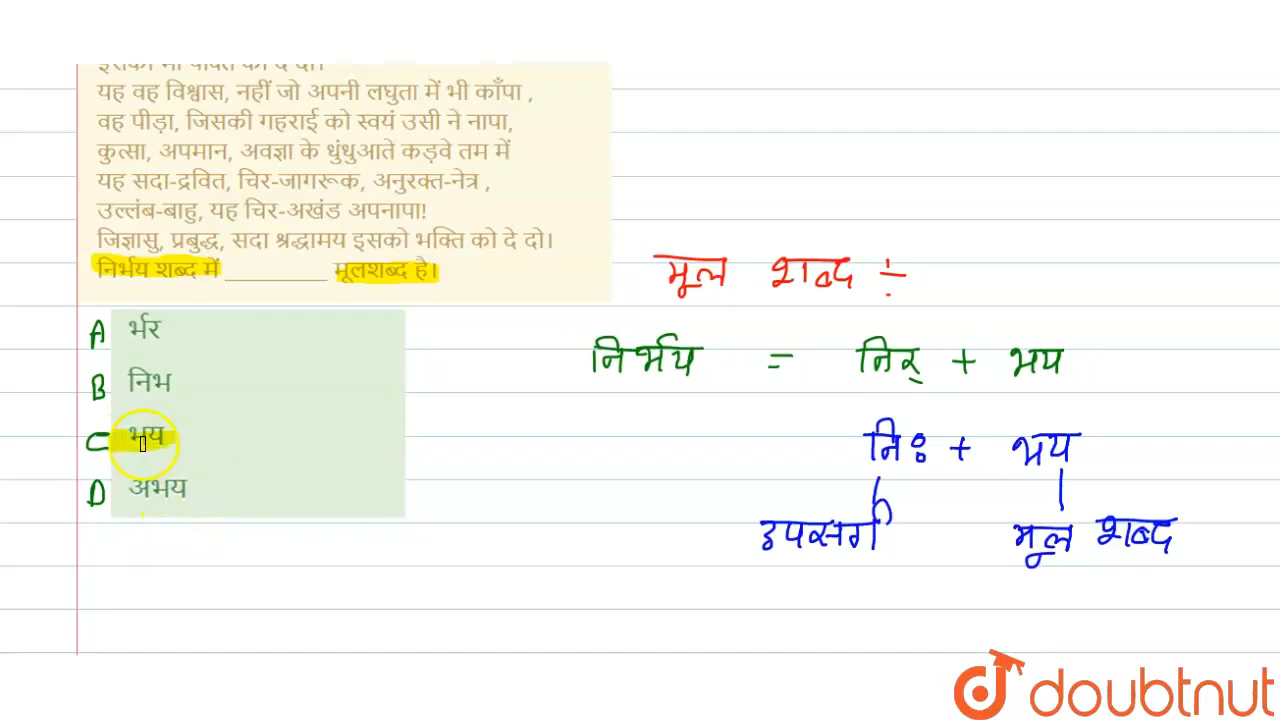 यह वह विश्वास, नहीं जो अपनी लघुता में भी काँपा ,
वह पीड़ा, जिसकी गहराई को स्वयं उसी ने नापा,
कुत्सा, अपमान, अवज्ञा के धुंधुआते कड़वे तम में
यह सदा-द्रवित, चिर-जागरूक, अनुरक्त-नेत्र ,
उल्लंब-बाहु, यह चिर-अखंड अपनापा!
जिज्ञासु, प्रबुद्ध, सदा श्रद्धामय इसको भक्ति को दे दो।
निर्भय शब्द में __________ मूलशब्द है।
A र्भर
B निभ
C भय
D अभय
मूल शब्द ÷
निर्भय = निर् + भय
निः + भय
उपसर्ग मूल शब्द
doubtnut